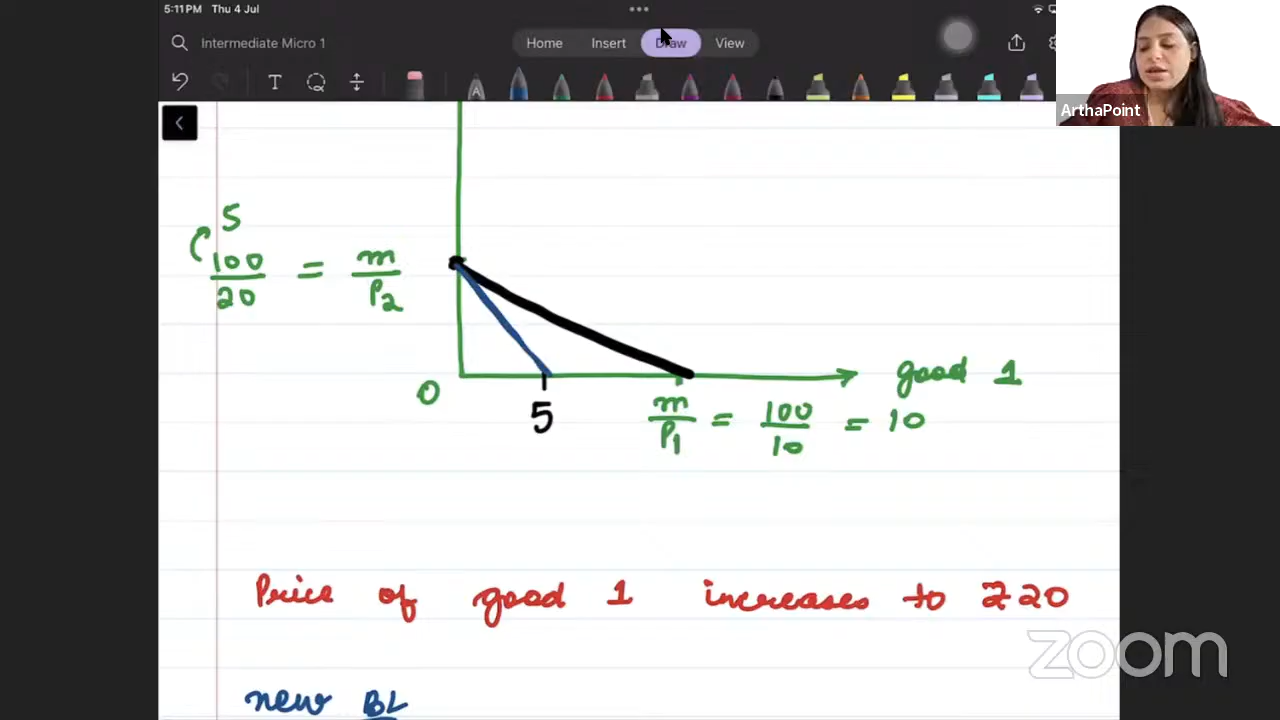 5:11 PM Thu 4 Jul
Intermediate Micro 1
Home Insert Draw View
T
A
ArthaPoint
5
100/20 = m/P2
0
5
good 1
m/P1 = 100/10 = 10
Price of good 1 increases to ₹20
zoom
new BL